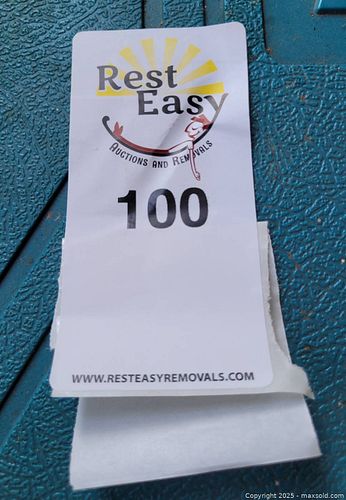 Rest
Easy
AUCTIONS AND REMOVALS
100
WWW.RESTEASYREMOVALS.COM
Copyright © 2025 - maxsold.com